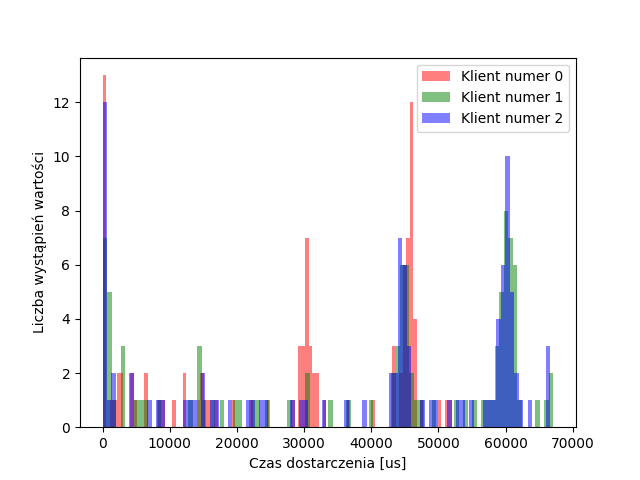 Klient numer 0
Klient numer 1
Klient numer 2
Liczba wystąpień wartości
12
10
8
6
4
2
0
0 10000 20000 30000 40000 50000 60000 70000
Czas dostarczenia [us]